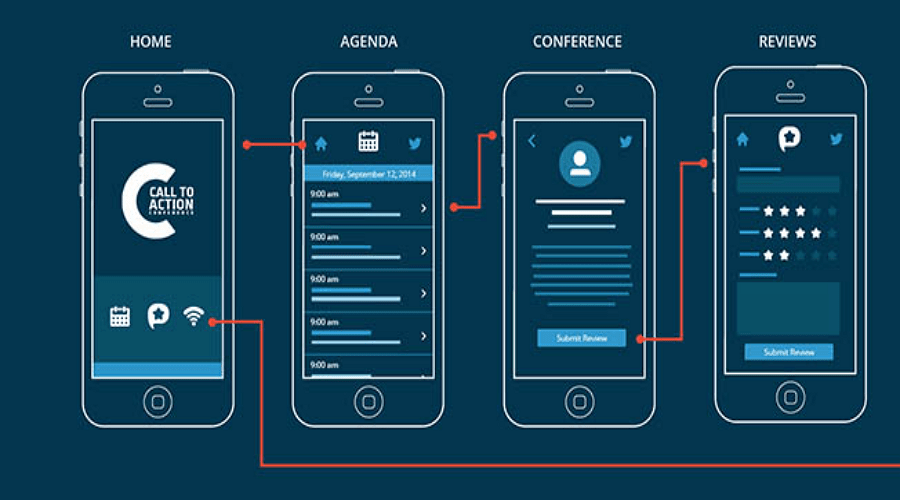 HOME
AGENDA
CONFERENCE
REVIEWS
CALL TO
ACTION
CONFERENCE
Friday, September 12, 2014
9:00 am
9:00 am
9:00 am
9:00 am
9:00 am
Submit Review
Submit Review